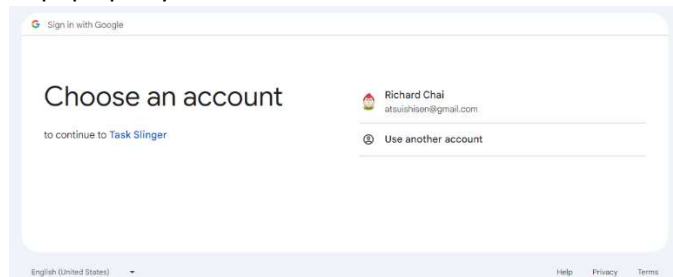 Sign in with Google
Choose an account
to continue to Task Slinger
Richard Chai
atsuishisen@gmail.com
Use another account
English (United States)
Help Privacy Terms